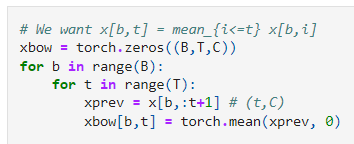 # We want x[b,t] = mean_{i<=t} x[b,i]
xbow = torch.zeros((B,T,C))
for b in range(B):
    for t in range(T):
        xprev = x[b,:t+1] # (t,C)
        xbow[b,t] = torch.mean(xprev, 0)